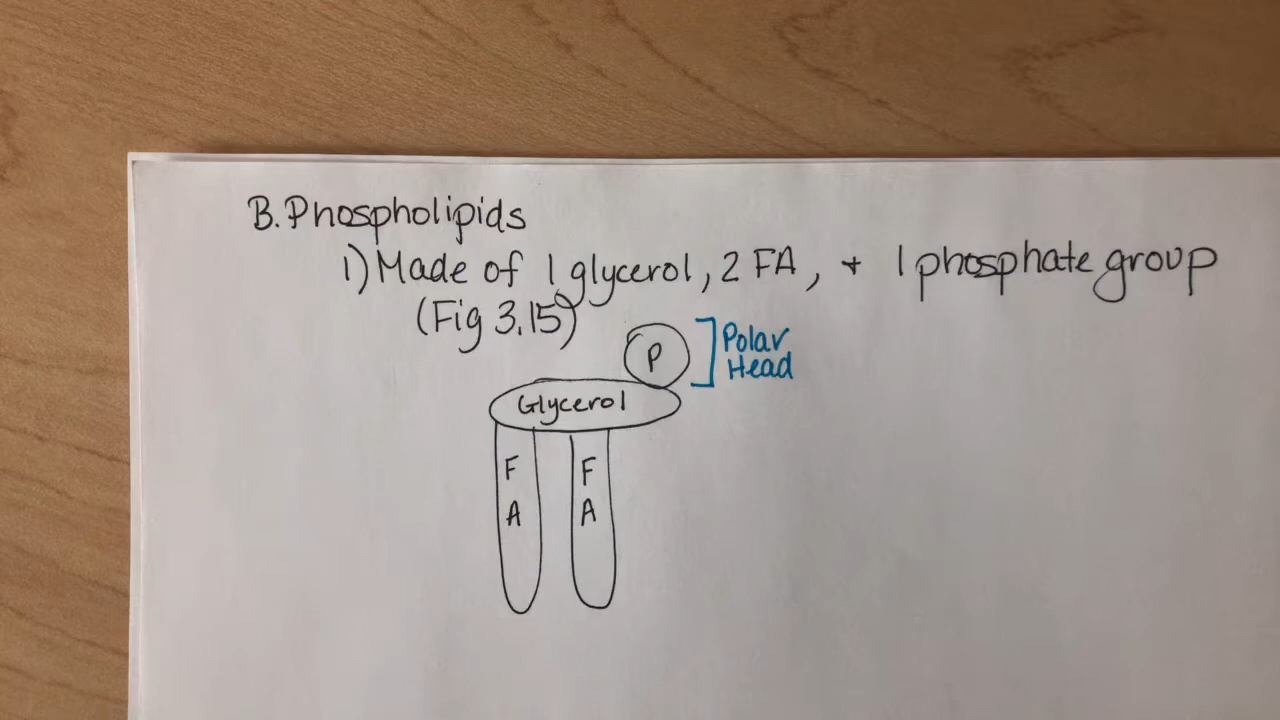 B. Phospholipids
1) Made of 1 glycerol, 2 FA, + 1 phosphate group
(Fig 3.15)
P
Polar
Head
Glycerol
F F
A A